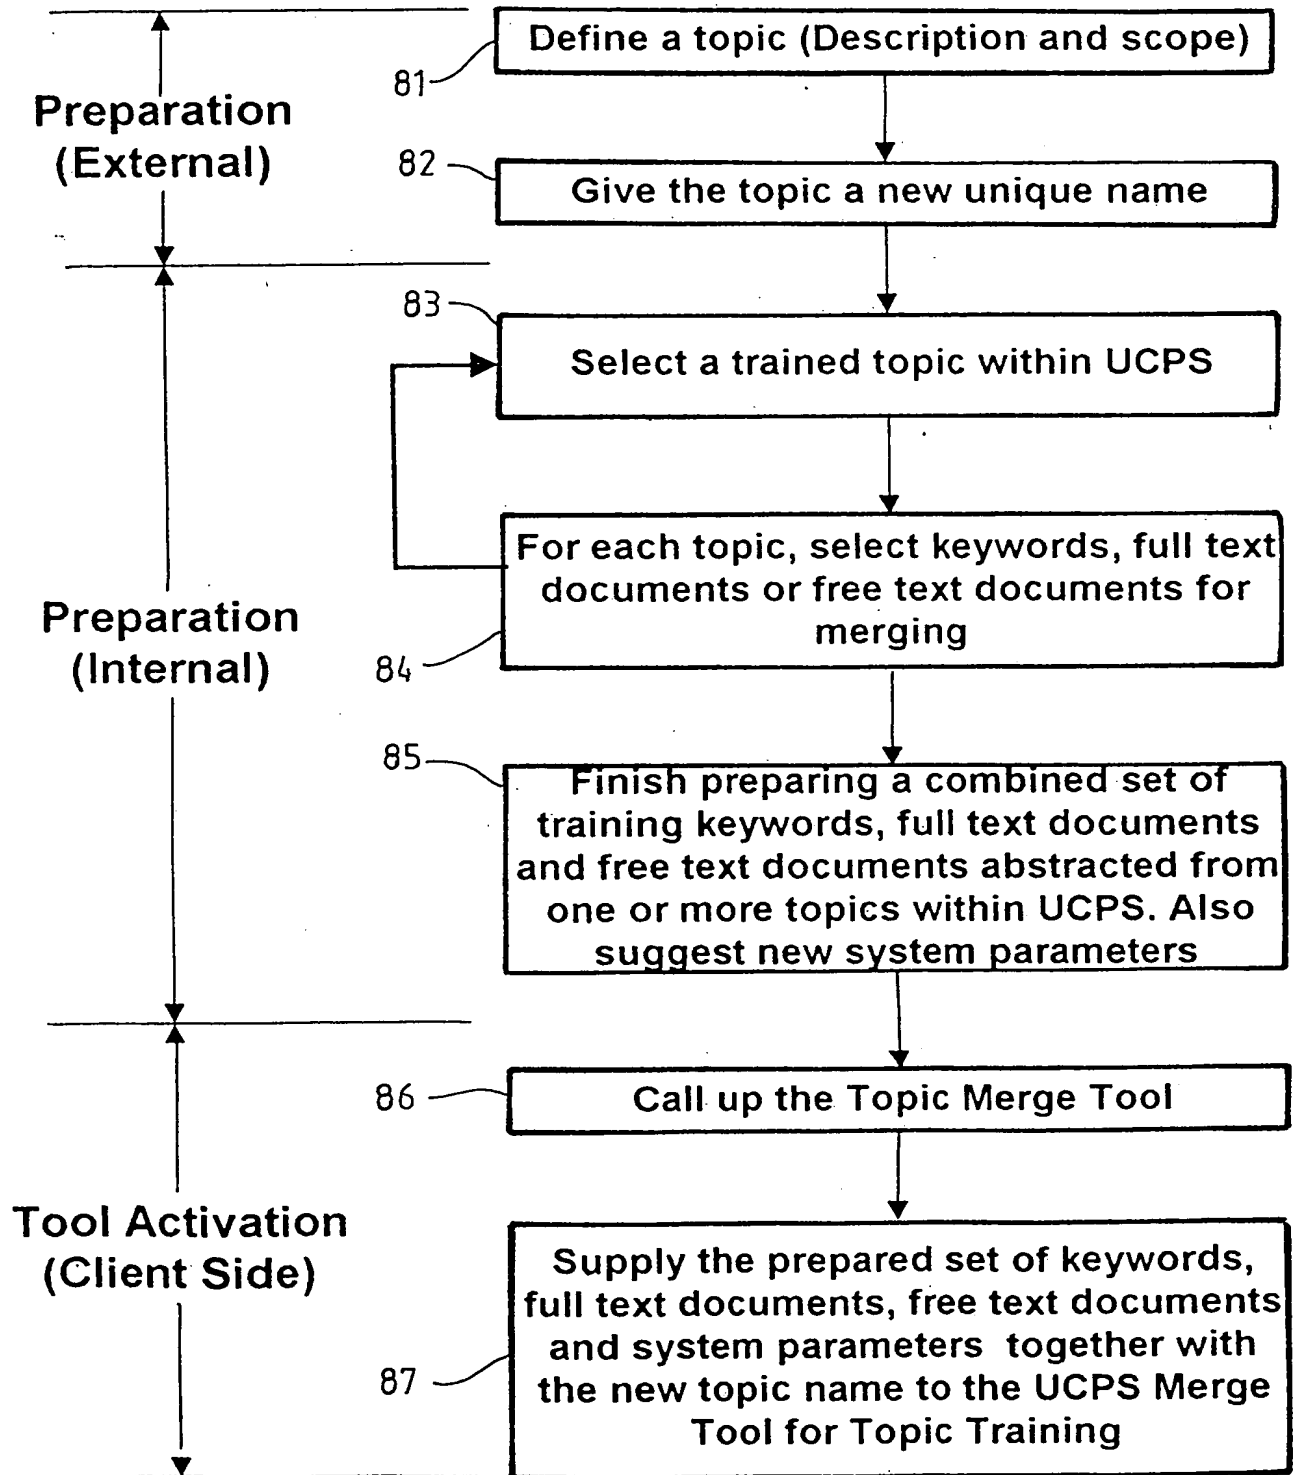 Define a topic (Description and scope)
81
Preparation
(External)
82
Give the topic a new unique name
83
Select a trained topic within UCPS
For each topic, select keywords, full text
documents or free text documents for
merging
84
Preparation
(Internal)
85
Finish preparing a combined set of
training keywords, full text documents
and free text documents abstracted from
one or more topics within UCPS. Also
suggest new system parameters
86
Call up the Topic Merge Tool
Tool Activation
(Client Side)
Supply the prepared set of keywords,
full text documents, free text documents
and system parameters together with
the new topic name to the UCPS Merge
Tool for Topic Training
87